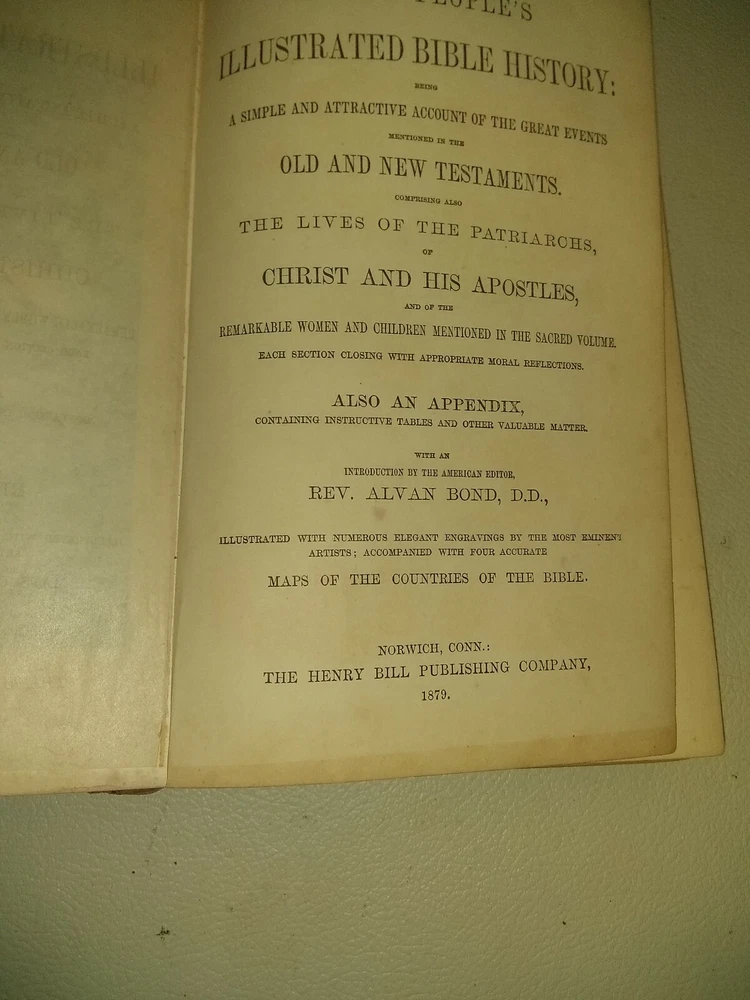 PEOPLE'S
ILLUSTRATED BIBLE HISTORY:
BEING
A SIMPLE AND ATTRACTIVE ACCOUNT OF THE GREAT EVENTS
MENTIONED IN THE
OLD AND NEW TESTAMENTS.
COMPRISING ALSO
THE LIVES OF THE PATRIARCHS,
OF
CHRIST AND HIS APOSTLES,
AND OF THE
REMARKABLE WOMEN AND CHILDREN MENTIONED IN THE SACRED VOLUME.
EACH SECTION CLOSING WITH APPROPRIATE MORAL REFLECTIONS.
ALSO AN APPENDIX,
CONTAINING INSTRUCTIVE TABLES AND OTHER VALUABLE MATTER.
WITH AN
INTRODUCTION BY THE AMERICAN EDITOR,
REV. ALVAN BOND, D.D.,
ILLUSTRATED WITH NUMEROUS ELEGANT ENGRAVINGS BY THE MOST EMINENT
ARTISTS; ACCOMPANIED WITH FOUR ACCURATE
MAPS OF THE COUNTRIES OF THE BIBLE.
NORWICH, CONN.:
THE HENRY BILL PUBLISHING COMPANY,
1879.